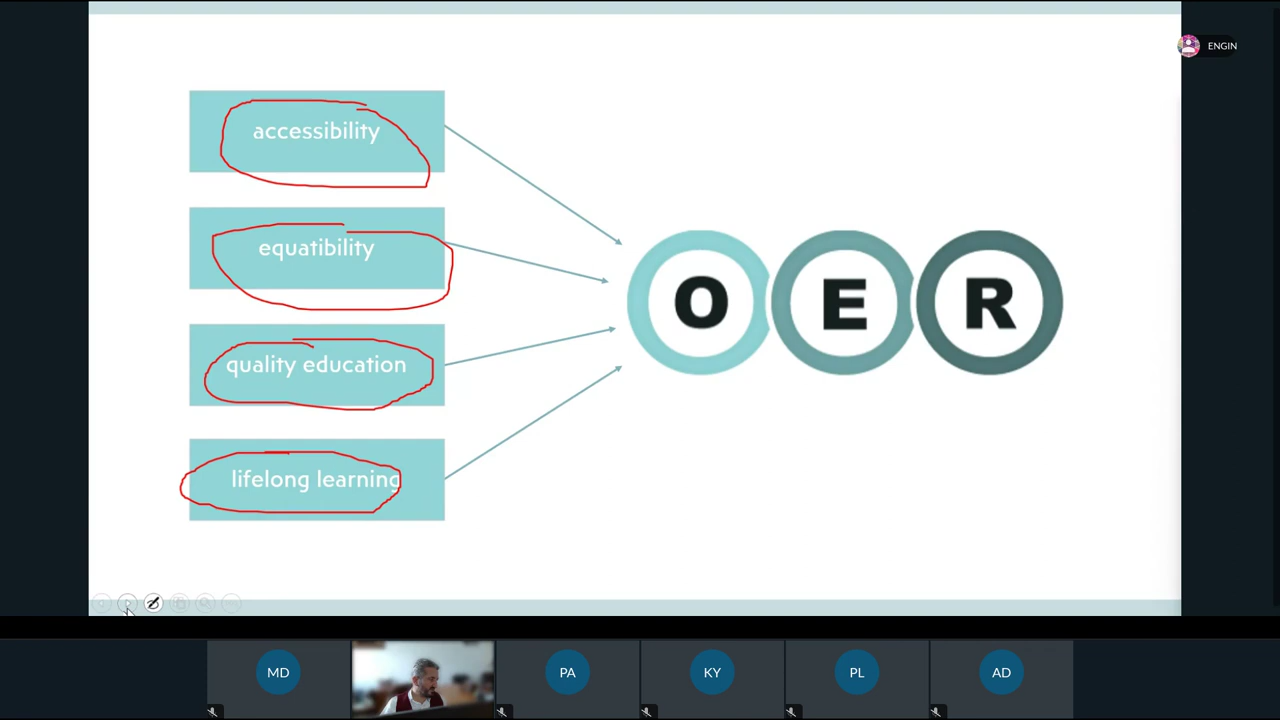 ENGIN
accessibility
equatibility
quality education
lifelong learning
O E R
MD
PA
KY
PL
AD